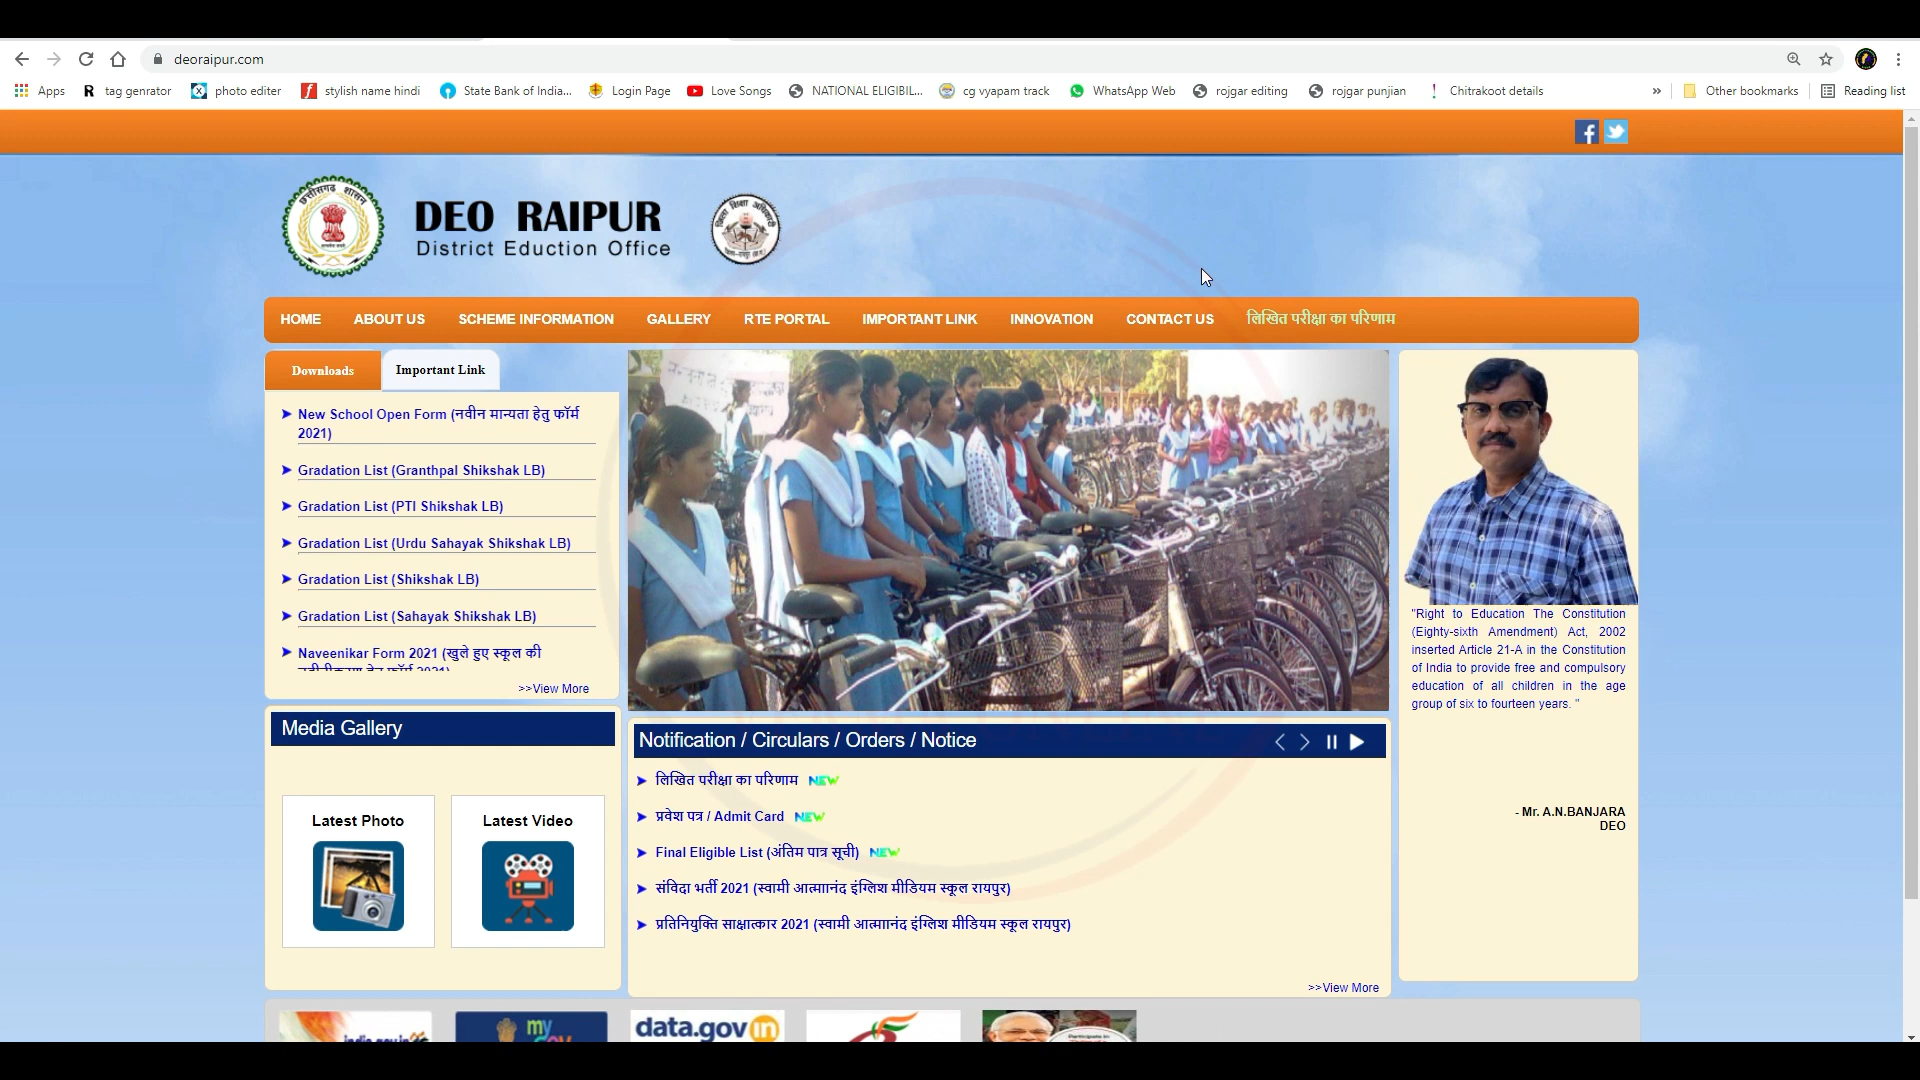 deoraipur.com
Apps
tag genrator
photo editer
stylish name hindi
State Bank of India...
Login Page
Love Songs
NATIONAL ELIGIBIL...
cg vyapam track
WhatsApp Web
rojgar editing
rojgar punjian
Chitrakoot details
»
Other bookmarks
Reading list
छत्तीसगढ़ शासन
DEO RAIPUR
District Eduction Office
जिला शिक्षा अधिकारी
HOME
ABOUT US
SCHEME INFORMATION
GALLERY
RTE PORTAL
IMPORTANT LINK
INNOVATION
CONTACT US
लिखित परीक्षा का परिणाम
Downloads
Important Link
New School Open Form (नवीन मान्यता हेतु फॉर्म
2021)
Gradation List (Granthpal Shikshak LB)
Gradation List (PTI Shikshak LB)
Gradation List (Urdu Sahayak Shikshak LB)
Gradation List (Shikshak LB)
Gradation List (Sahayak Shikshak LB)
Naveenikar Form 2021 (खुले हुए स्कूल की
>>View More
Media Gallery
Latest Photo
Latest Video
Notification / Circulars / Orders / Notice
लिखित परीक्षा का परिणाम NEW
प्रवेश पत्र / Admit Card NEW
Final Eligible List (अंतिम पात्र सूची) NEW
संविदा भर्ती 2021 (स्वामी आत्माानंद इंग्लिश मीडियम स्कूल रायपुर)
प्रतिनियुक्ति साक्षात्कार 2021 (स्वामी आत्माानंद इंग्लिश मीडियम स्कूल रायपुर)
>>View More
"Right to Education The Constitution
(Eighty-sixth Amendment) Act, 2002
inserted Article 21-A in the Constitution
of India to provide free and compulsory
education of all children in the age
group of six to fourteen years. "
- Mr. A.N.BANJARA
DEO
my
data.gov in